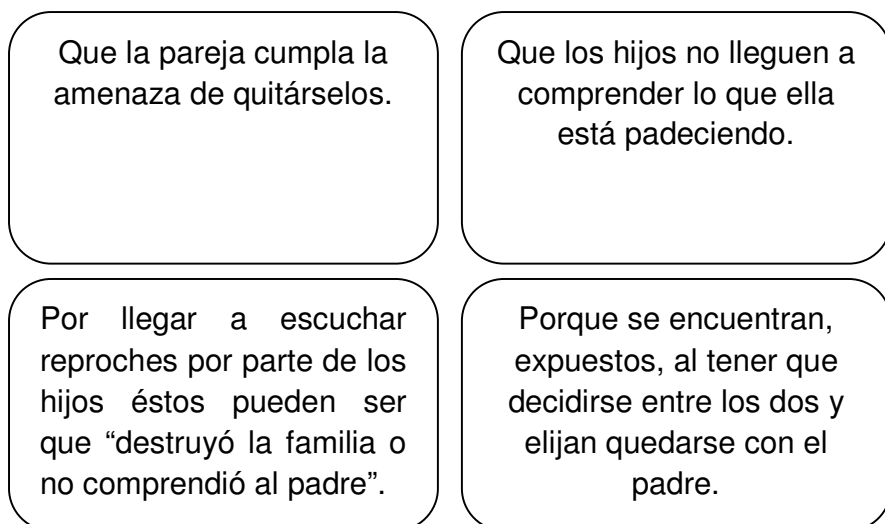 Que la pareja cumpla la
amenaza de quitárselos.
Que los hijos no lleguen a
comprender lo que ella
está padeciendo.
Por llegar a escuchar
reproches por parte de los
hijos éstos pueden ser
que “destruyó la familia o
no comprendió al padre”.
Porque se encuentran,
expuestos, al tener que
decidirse entre los dos y
elijan quedarse con el
padre.